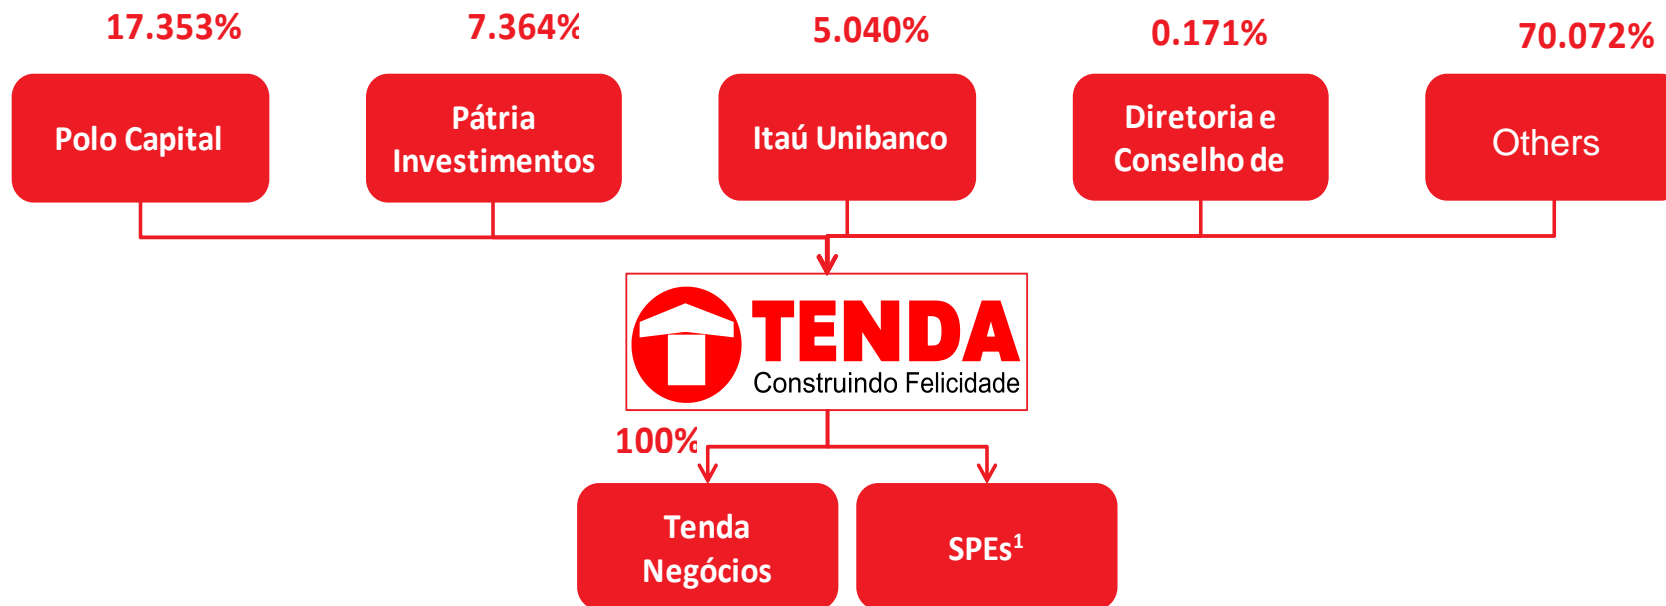 17.353%
7.364%
5.040%
0.171%
70.072%
Polo Capital
Pátria
Investimentos
Itaú Unibanco
Diretoria e
Conselho de
Others
TENDA
Construindo Felicidade
100%
Tenda
Negócios
SPEs¹